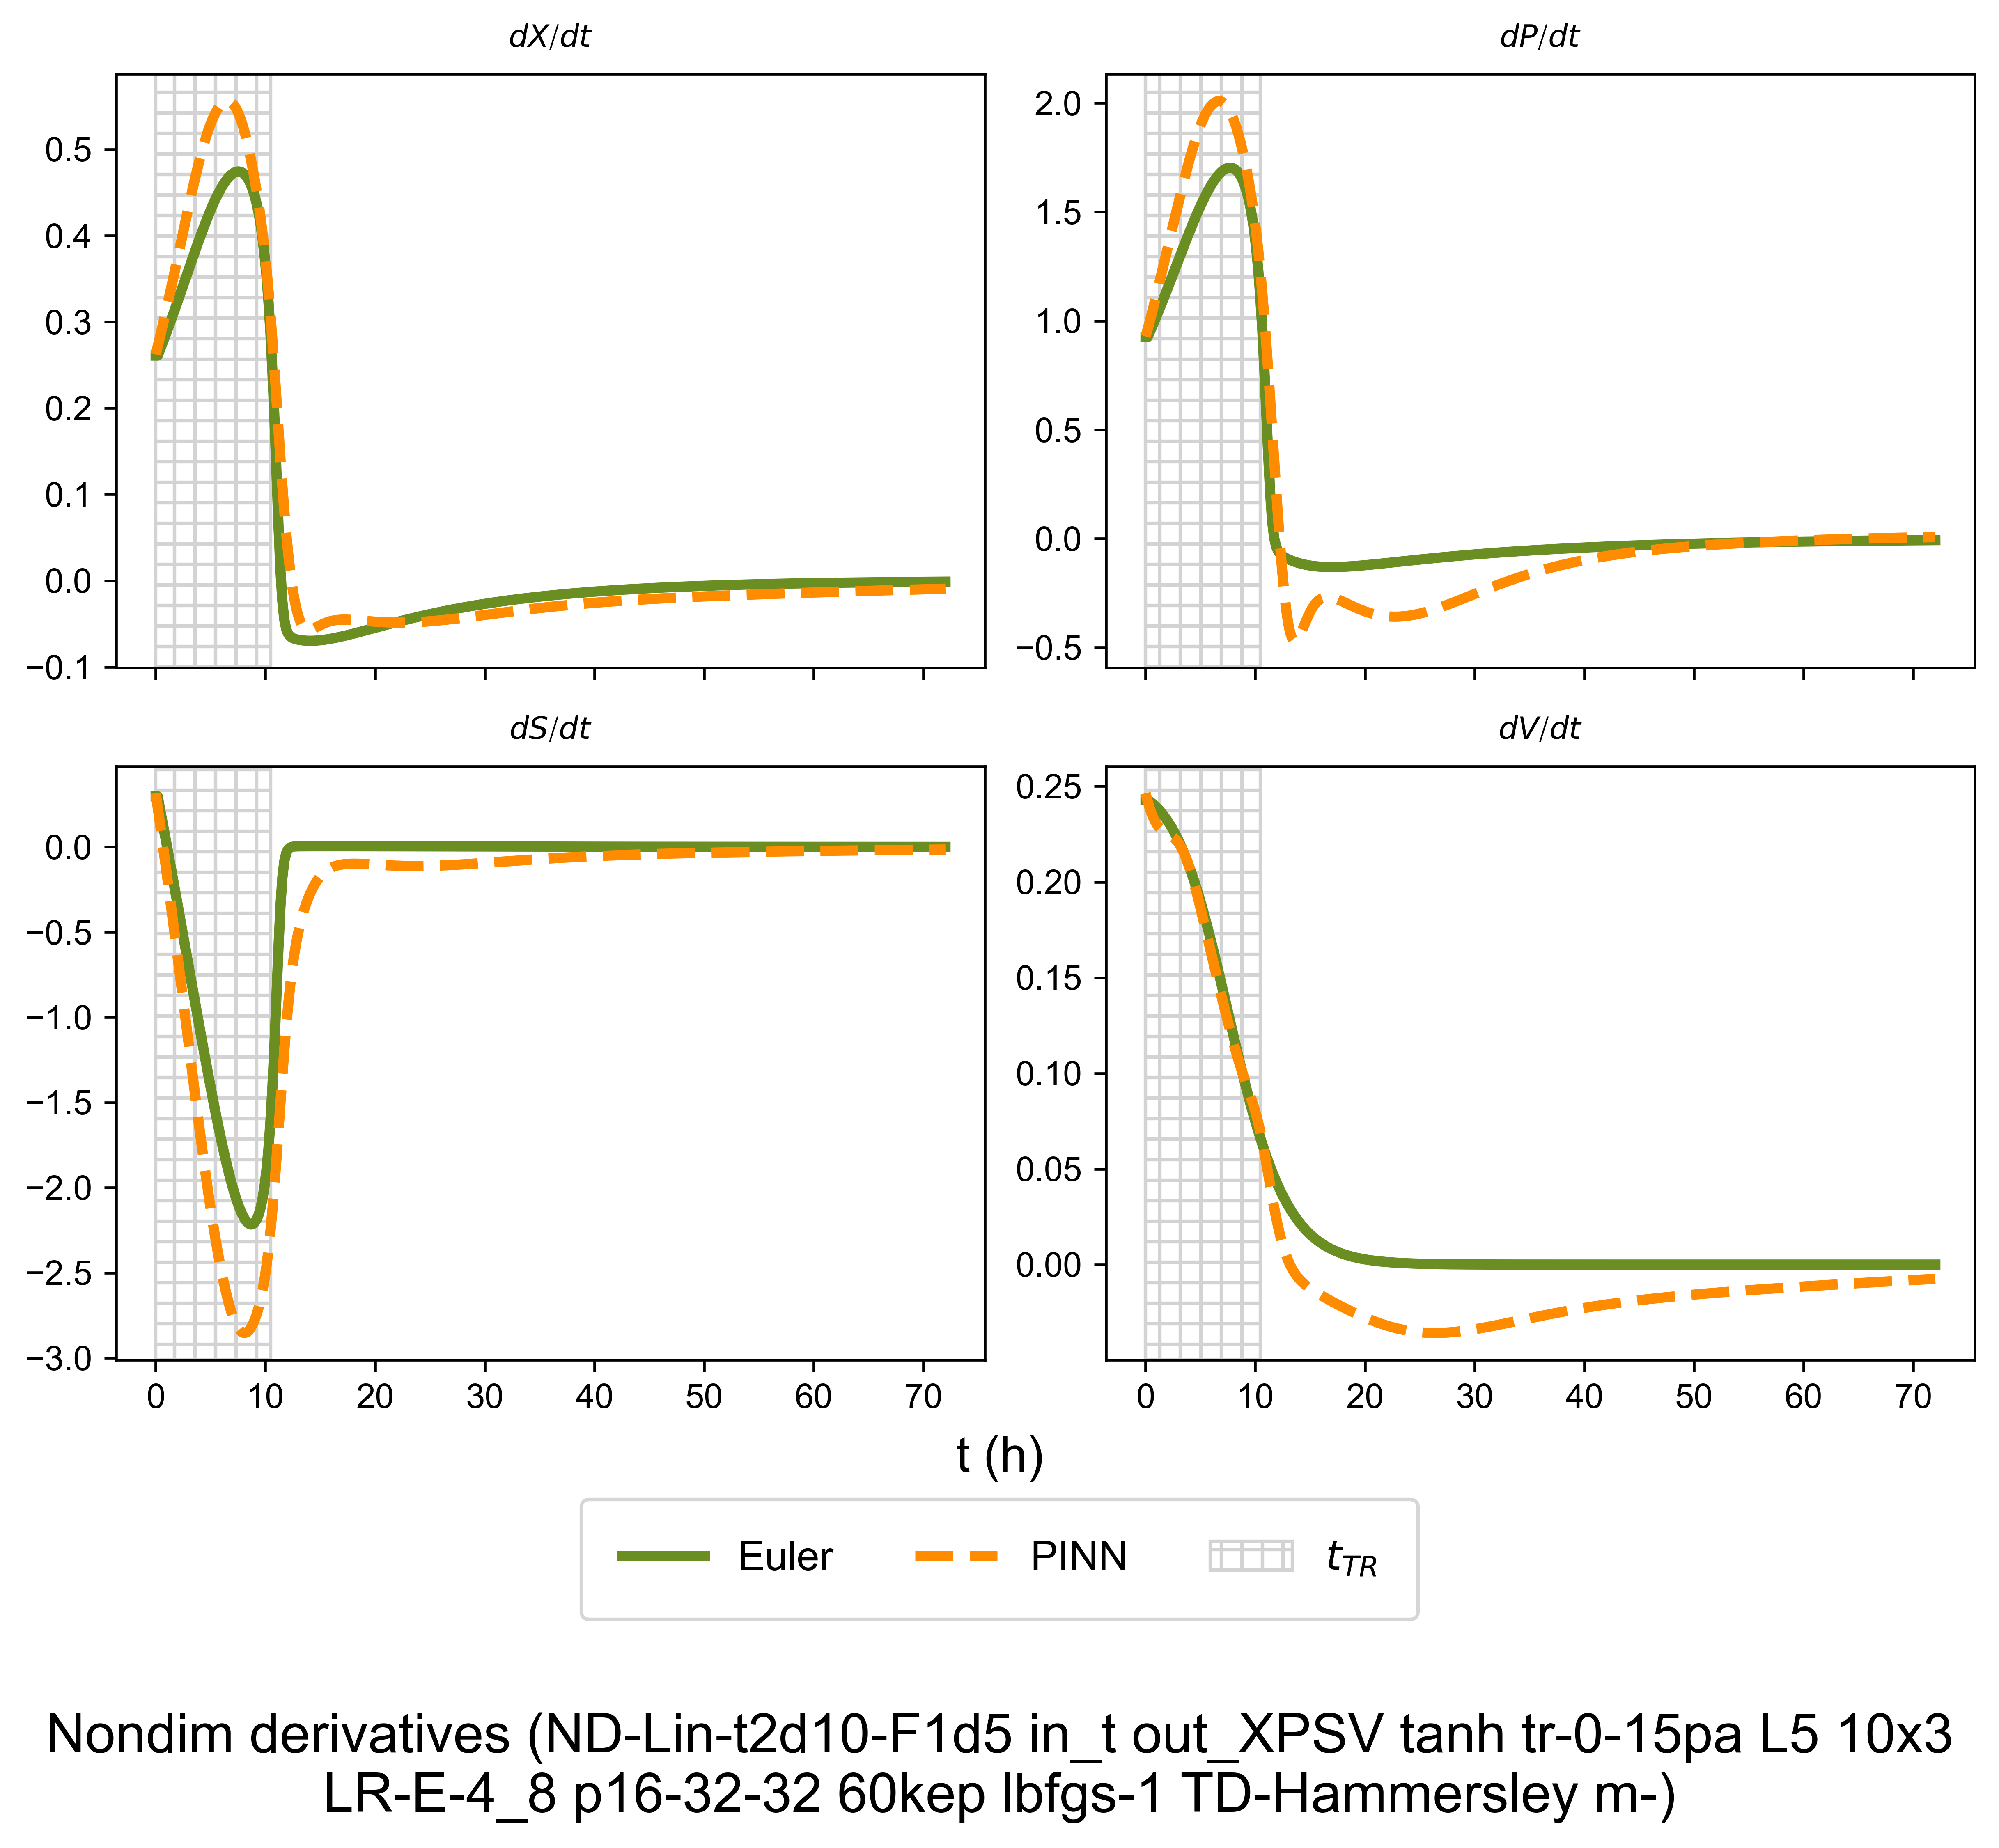 dX/dt
dP/dt
0.5
0.4
0.3
0.2
0.1
0.0
−0.1
2.0
1.5
1.0
0.5
0.0
−0.5
dS/dt
dV/dt
0.0
−0.5
−1.0
−1.5
−2.0
−2.5
−3.0
0 10 20 30 40 50 60 70
0.25
0.20
0.15
0.10
0.05
0.00
0 10 20 30 40 50 60 70
t (h)
Euler PINN t_TR
Nondim derivatives (ND-Lin-t2d10-F1d5 in_t out_XPSV tanh tr-0-15pa L5 10x3
LR-E-4_8 p16-32-32 60kep lbfgs-1 TD-Hammersley m-)